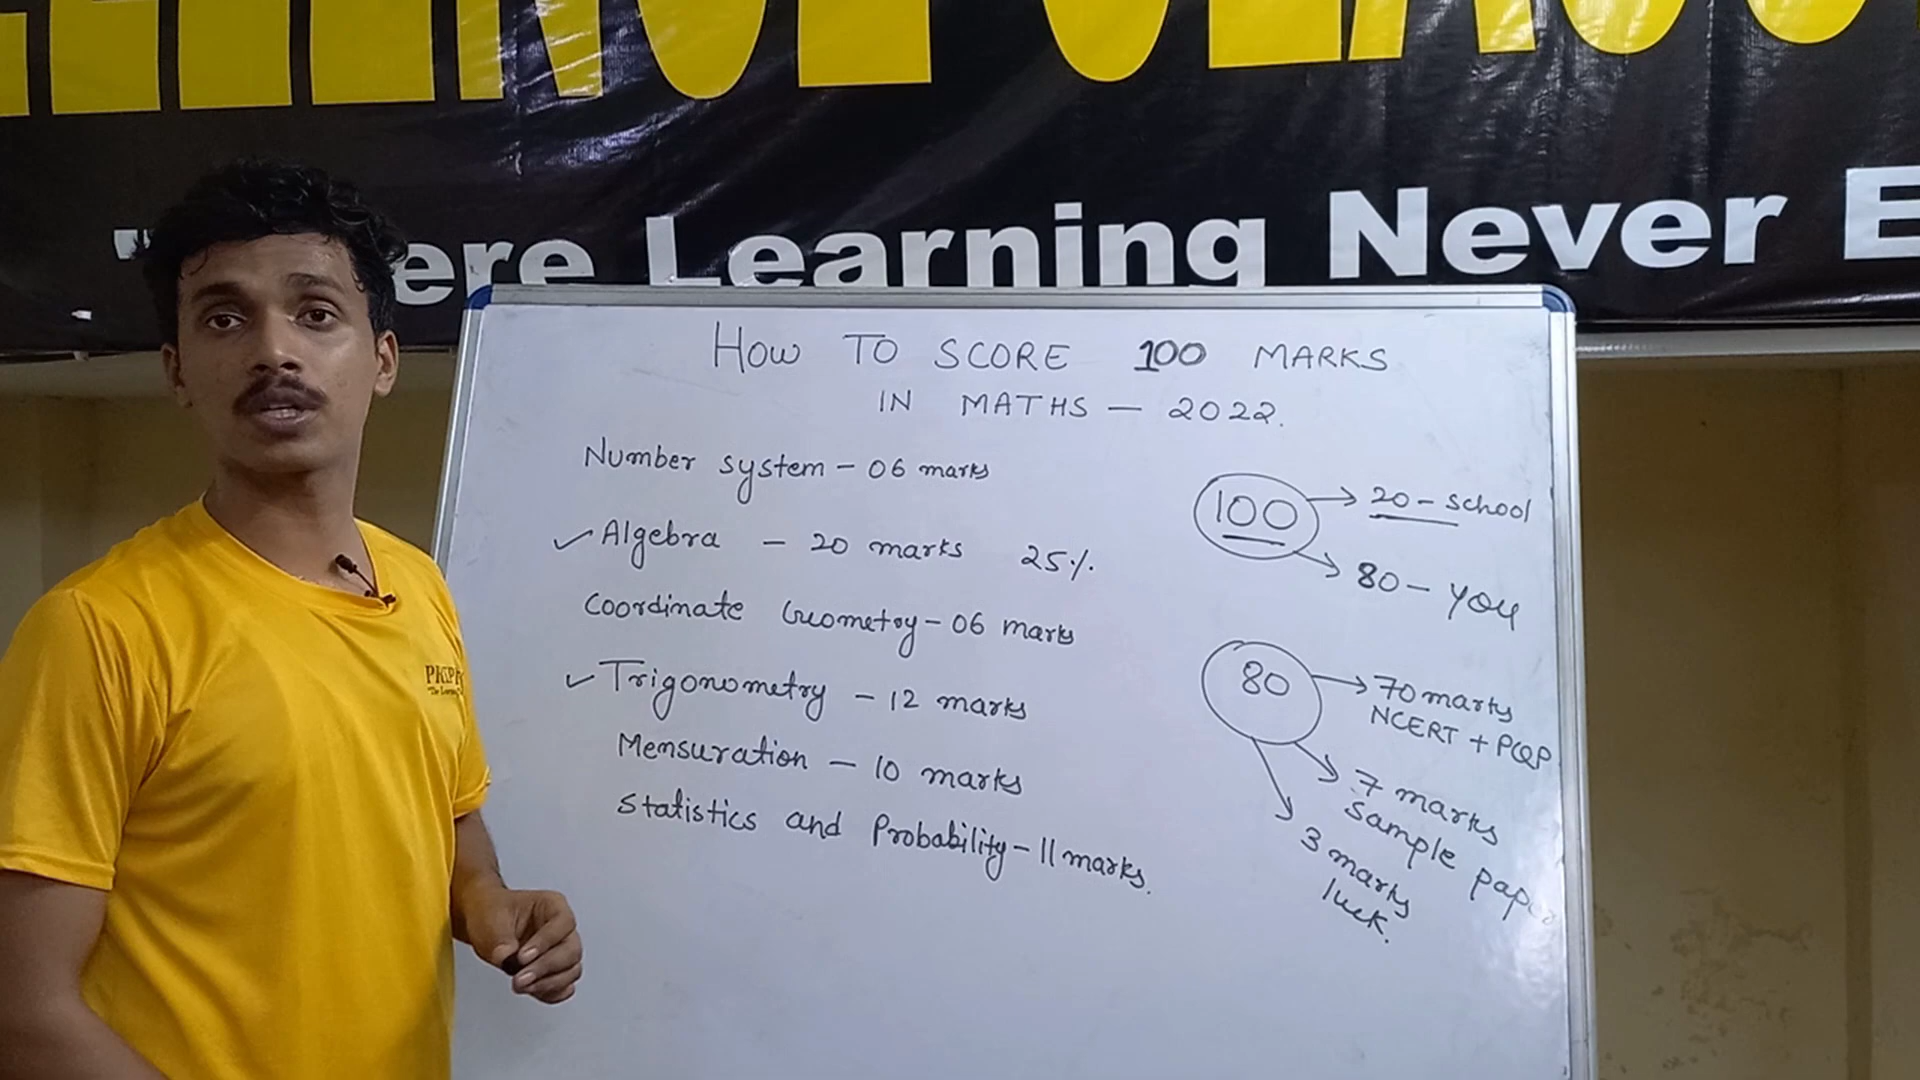 ere Learning Never E
HOW TO SCORE 100 MARKS
IN MATHS — 2022.
Number system - 06 marks
✓ Algebra - 20 marks 25%
Coordinate Geometry - 06 marks
✓ Trigonometry - 12 marks
Mensuration - 10 marks
Statistics and Probability - 11 marks.
100 → 20 - school
→ 80 - you
80 → 70 marks
NCERT + PQP
→ 7 marks
Sample pape
→ 3 marks
luck.